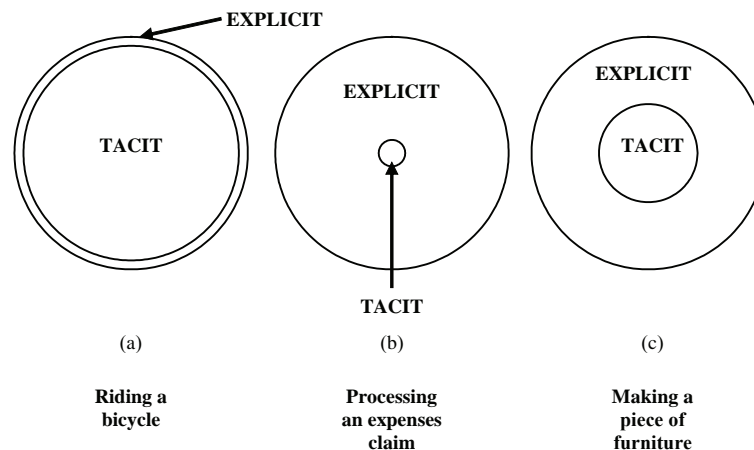 EXPLICIT
TACIT
EXPLICIT
TACIT
EXPLICIT
TACIT
(a)
(b)
(c)
Riding a
bicycle
Processing
an expenses
claim
Making a
piece of
furniture